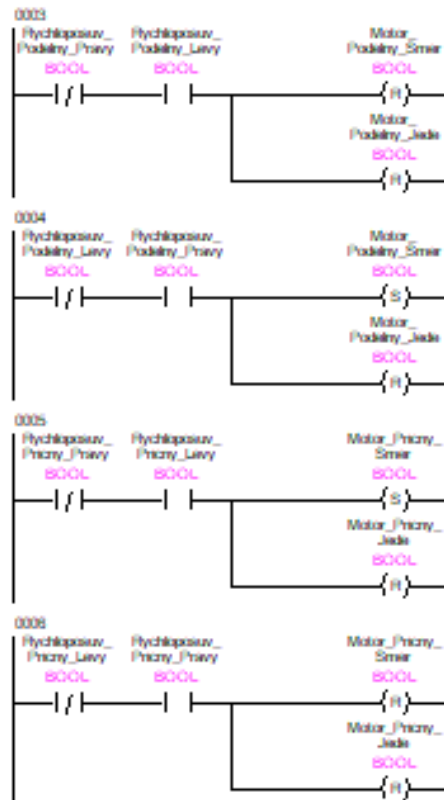 0003
Rychloposuv_ Rychloposuv_ Motor_
Podelny_Pravy Podelny_Levy Podelny_Smer
BOOL BOOL BOOL
/ R
Motor_
Podelny_Jede
BOOL
R
0004
Rychloposuv_ Rychloposuv_ Motor_
Podelny_Levy Podelny_Pravy Podelny_Smer
BOOL BOOL BOOL
/ S
Motor_
Podelny_Jede
BOOL
R
0005
Rychloposuv_ Rychloposuv_ Motor_Pricny_
Pricny_Pravy Pricny_Levy Smer
BOOL BOOL BOOL
/ S
Motor_Pricny_
Jede
BOOL
R
0006
Rychloposuv_ Rychloposuv_ Motor_Pricny_
Pricny_Levy Pricny_Pravy Smer
BOOL BOOL BOOL
/ R
Motor_Pricny_
Jede
BOOL
R